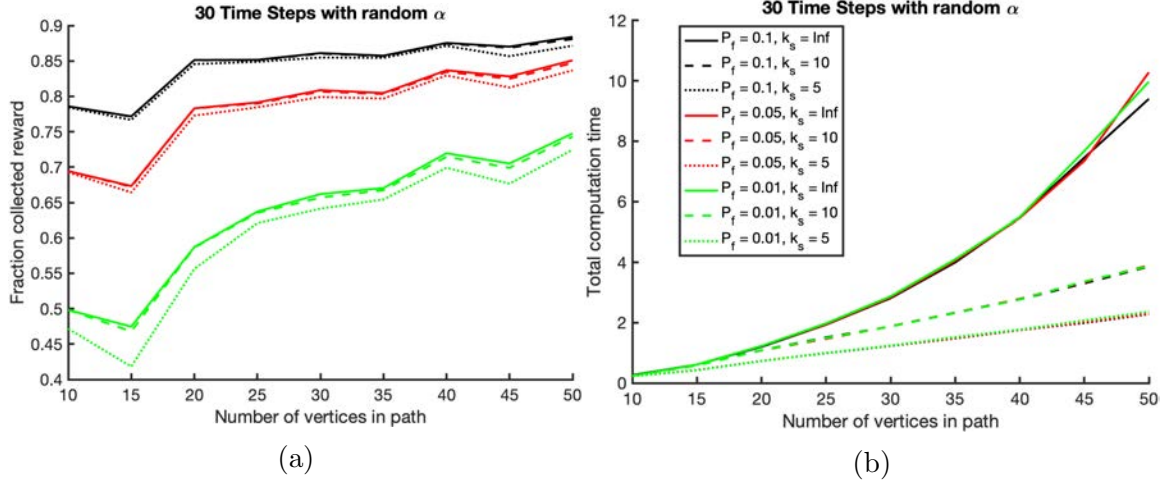 30 Time Steps with random α
Fraction collected reward
0.9
0.85
0.8
0.75
0.7
0.65
0.6
0.55
0.5
0.45
0.4
10 15 20 25 30 35 40 45 50
Number of vertices in path
(a)
30 Time Steps with random α
Total computation time
12
10
8
6
4
2
0
P_f = 0.1, k_s = Inf
P_f = 0.1, k_s = 10
P_f = 0.1, k_s = 5
P_f = 0.05, k_s = Inf
P_f = 0.05, k_s = 10
P_f = 0.05, k_s = 5
P_f = 0.01, k_s = Inf
P_f = 0.01, k_s = 10
P_f = 0.01, k_s = 5
10 15 20 25 30 35 40 45 50
Number of vertices in path
(b)